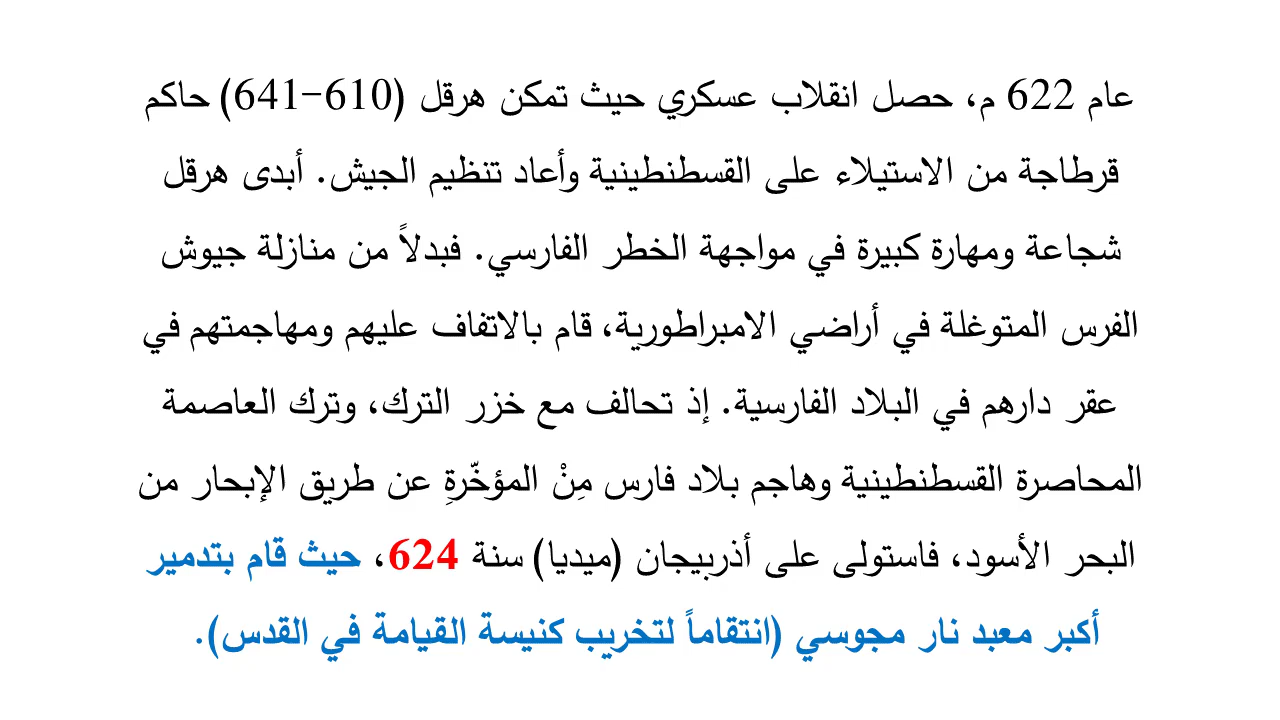 عام 622 م، حصل انقلاب عسكري حيث تمكن هرقل (610-641) حاكم
قرطاجة من الاستيلاء على القسطنطينية وأعاد تنظيم الجيش. أبدى هرقل
شجاعة ومهارة كبيرة في مواجهة الخطر الفارسي. فبدلاً من منازلة جيوش
الفرس المتوغلة في أراضي الامبراطورية، قام بالاتفاف عليهم ومهاجمتهم في
عقر دارهم في البلاد الفارسية. إذ تحالف مع خزر الترك، وترك العاصمة
المحاصرة القسطنطينية وهاجم بلاد فارس مِنْ المؤخّرةِ عن طريق الإبحار من
البحر الأسود، فاستولى على أذربيجان (ميديا) سنة 624، حيث قام بتدمير
أكبر معبد نار مجوسي (انتقاماً لتخريب كنيسة القيامة في القدس).